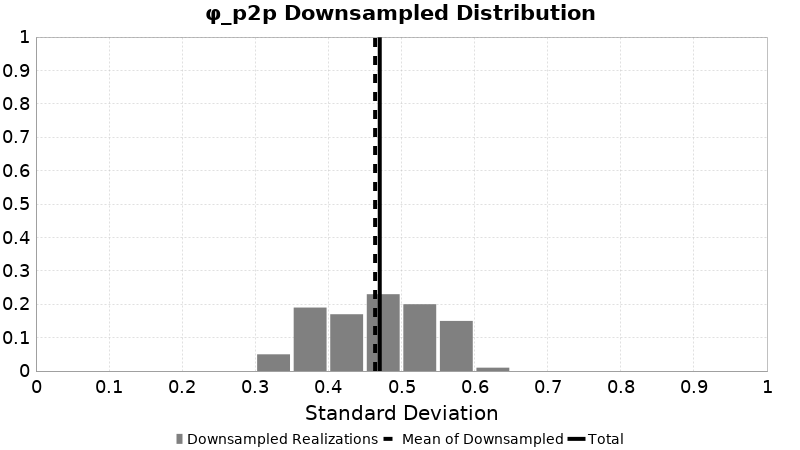 φ_p2p Downsampled Distribution
1
0.9
0.8
0.7
0.6
0.5
0.4
0.3
0.2
0.1
0
0 0.1 0.2 0.3 0.4 0.5 0.6 0.7 0.8 0.9 1
Standard Deviation
Downsampled Realizations Mean of Downsampled Total